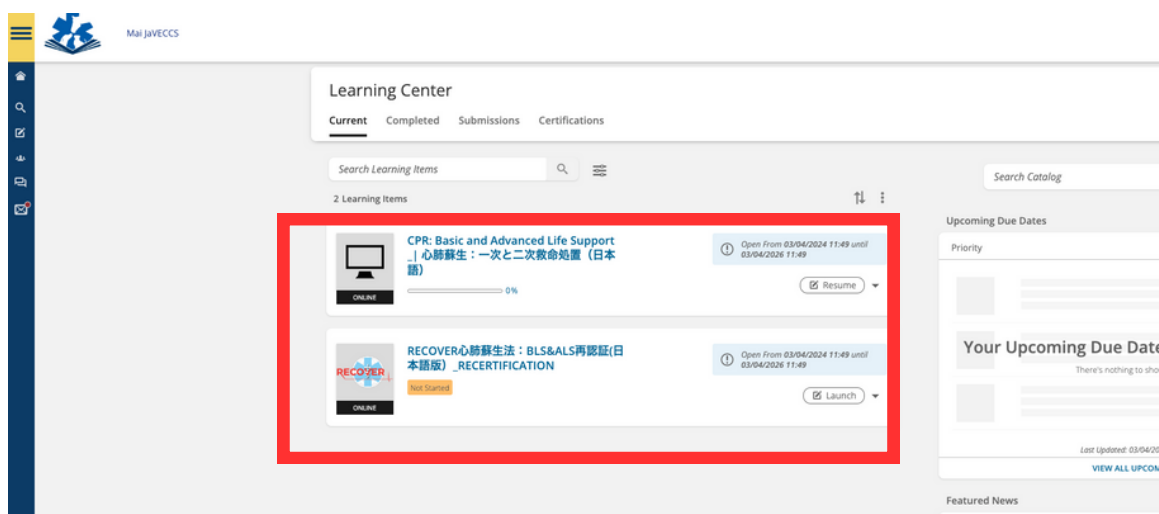 Mai JaVECCS
Learning Center
Current Completed Submissions Certifications
Search Learning Items
2 Learning Items
CPR: Basic and Advanced Life Support
_| 心肺蘇生：一次と二次救命処置（日本
語）
0%
ONLINE
Open From 03/04/2024 11:49 until
03/04/2026 11:49
Resume
RECOVER心肺蘇生法：BLS&ALS再認証(日
本語版）_RECERTIFICATION
Not Started
RECOVER
ONLINE
Open From 03/04/2024 11:49 until
03/04/2026 11:49
Launch
Search Catalog
Upcoming Due Dates
Priority
Your Upcoming Due Date
There's nothing to sho
Last Updated: 03/04/20
VIEW ALL UPCOM
Featured News